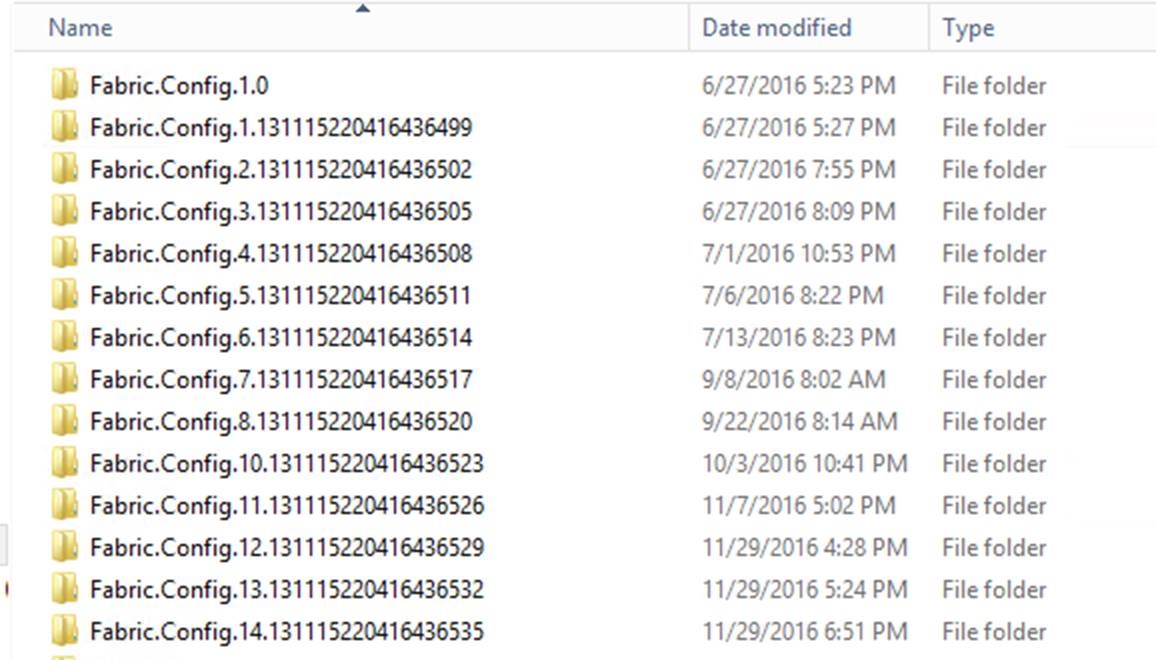 Name Date modified Type
Fabric.Config.1.0 6/27/2016 5:23 PM File folder
Fabric.Config.1.131115220416436499 6/27/2016 5:27 PM File folder
Fabric.Config.2.131115220416436502 6/27/2016 7:55 PM File folder
Fabric.Config.3.131115220416436505 6/27/2016 8:09 PM File folder
Fabric.Config.4.131115220416436508 7/1/2016 10:53 PM File folder
Fabric.Config.5.131115220416436511 7/6/2016 8:22 PM File folder
Fabric.Config.6.131115220416436514 7/13/2016 8:23 PM File folder
Fabric.Config.7.131115220416436517 9/8/2016 8:02 AM File folder
Fabric.Config.8.131115220416436520 9/22/2016 8:14 AM File folder
Fabric.Config.10.131115220416436523 10/3/2016 10:41 PM File folder
Fabric.Config.11.131115220416436526 11/7/2016 5:02 PM File folder
Fabric.Config.12.131115220416436529 11/29/2016 4:28 PM File folder
Fabric.Config.13.131115220416436532 11/29/2016 5:24 PM File folder
Fabric.Config.14.131115220416436535 11/29/2016 6:51 PM File folder